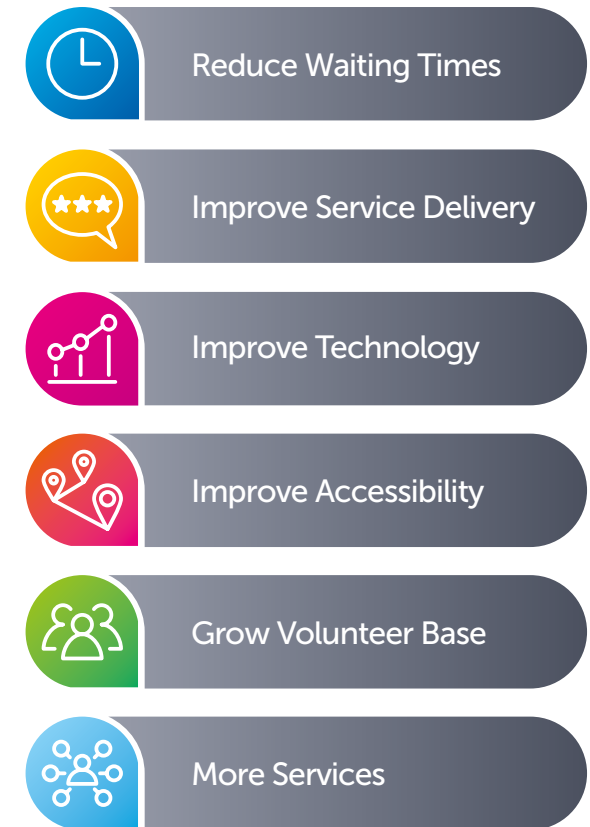 Reduce Waiting Times
Improve Service Delivery
Improve Technology
Improve Accessibility
Grow Volunteer Base
More Services